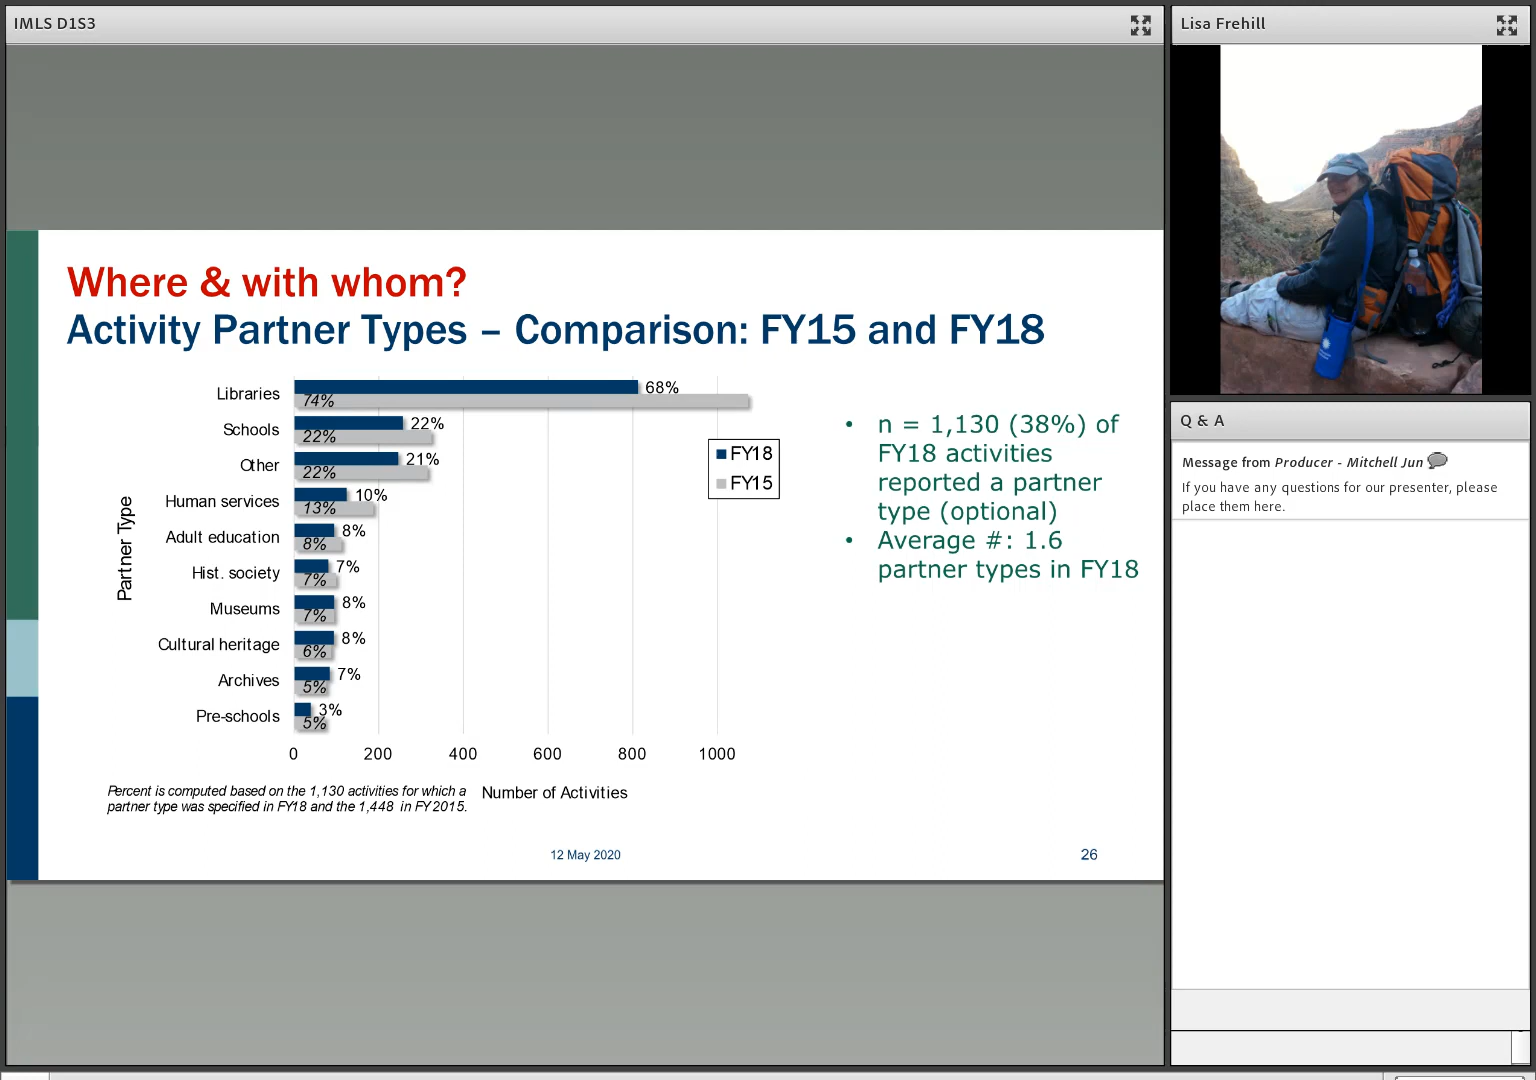 IMLS D1S3
Lisa Frehill
Where & with whom?
Activity Partner Types – Comparison: FY15 and FY18
Partner Type
Libraries
68%
74%
Schools
22%
22%
Other
21%
22%
Human services
10%
13%
Adult education
8%
8%
Hist. society
7%
7%
Museums
8%
7%
Cultural heritage
8%
6%
Archives
7%
5%
Pre-schools
3%
5%
0 200 400 600 800 1000
Number of Activities
FY18
FY15
• n = 1,130 (38%) of
FY18 activities
reported a partner
type (optional)
• Average #: 1.6
partner types in FY18
Percent is computed based on the 1,130 activities for which a
partner type was specified in FY18 and the 1,448 in FY2015.
12 May 2020
26
Q & A
Message from Producer - Mitchell Jun
If you have any questions for our presenter, please
place them here.